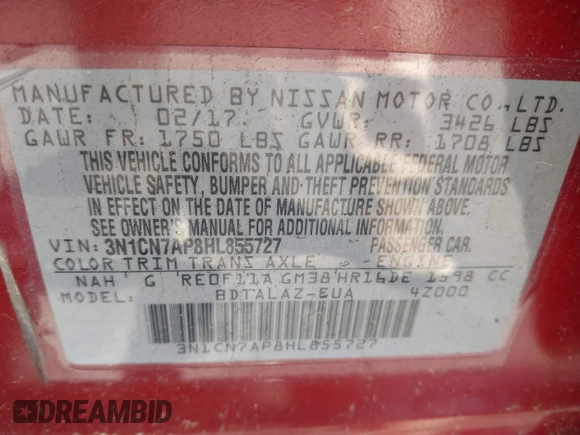 MANUFACTURED BY NISSAN MOTOR CO., LTD.
DATE: 02/17 GVWR: 3426 LBS
GAWR FR: 1750 LBS GAWR RR: 1708 LBS
THIS VEHICLE CONFORMS TO ALL APPLICABLE FEDERAL MOTOR
VEHICLE SAFETY, BUMPER AND THEFT PREVENTION STANDARDS
IN EFFECT ON THE DATE OF MANUFACTURE SHOWN ABOVE.
SEE OWNER'S MANUAL FOR ADDITIONAL INFORMATION.
VIN: 3N1CN7AP8HL855727 PASSENGER CAR.
COLOR TRIM TRANS AXLE ENGINE
NAH G RE0F11A GM38 HR16DE 1598 CC
MODEL: BDTALAZ-EUA 4Z000
3N1CN7AP8HL855727
DREAMBID